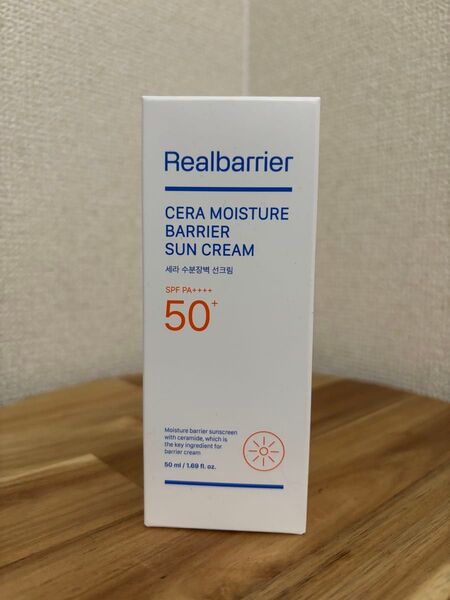 Realbarrier
CERA MOISTURE
BARRIER
SUN CREAM
세라 수분장벽 선크림
SPF PA++++
50+
Moisture barrier sunscreen
with ceramide, which is
the key ingredient for
barrier cream
50 ml / 1.69 fl. oz.